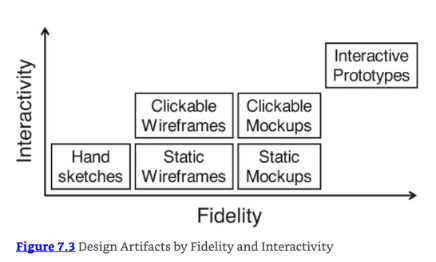 Interactivity
Interactive
Prototypes
Clickable
Wireframes
Clickable
Mockups
Hand
sketches
Static
Wireframes
Static
Mockups
Fidelity
Figure 7.3 Design Artifacts by Fidelity and Interactivity